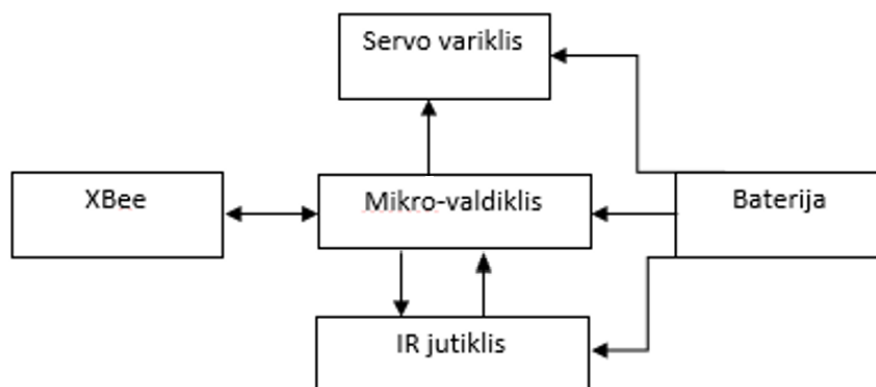 Servo variklis
XBee
Mikro-valdiklis
Baterija
IR jutiklis